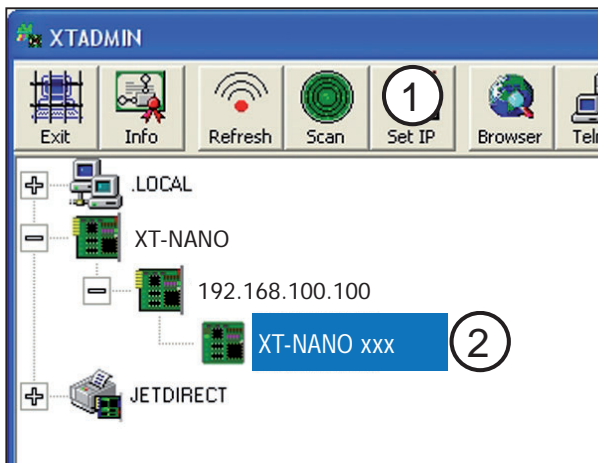 XTADMIN
1
Exit Info Refresh Scan Set IP Browser Teln
.LOCAL
XT-NANO
192.168.100.100
XT-NANO xxx 2
JETDIRECT